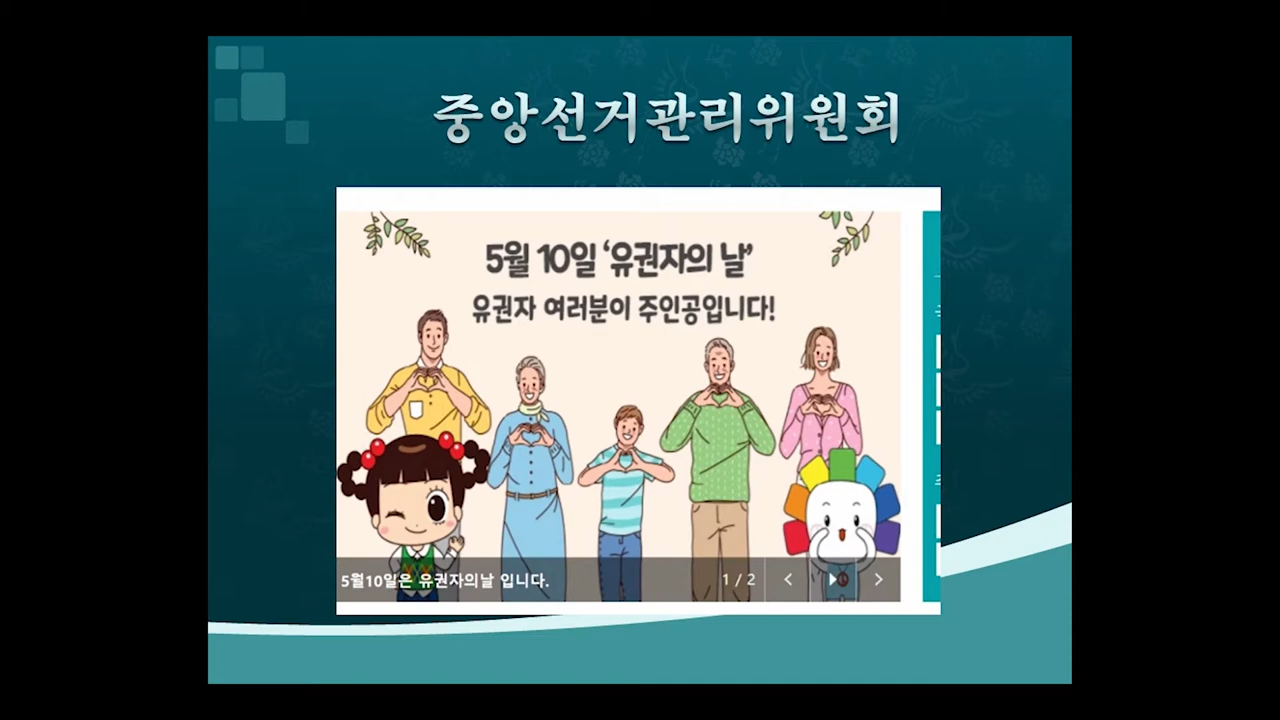 중앙선거관리위원회
5월 10일 ‘유권자의 날’
유권자 여러분이 주인공입니다!
5월10일은 유권자의날 입니다.
1 / 2